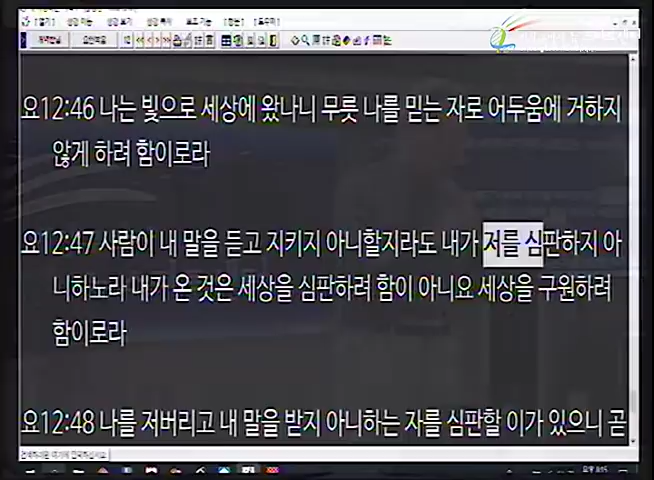 요12:46 나는 빛으로 세상에 왔나니 무릇 나를 믿는 자로 어두움에 거하지
않게 하려 함이로라
요12:47 사람이 내 말을 듣고 지키지 아니할지라도 내가 저를 심판하지 아
니하노라 내가 온 것은 세상을 심판하려 함이 아니요 세상을 구원하려
함이로라
요12:48 나를 저버리고 내 말을 받지 아니하는 자를 심판할 이가 있으니 곧